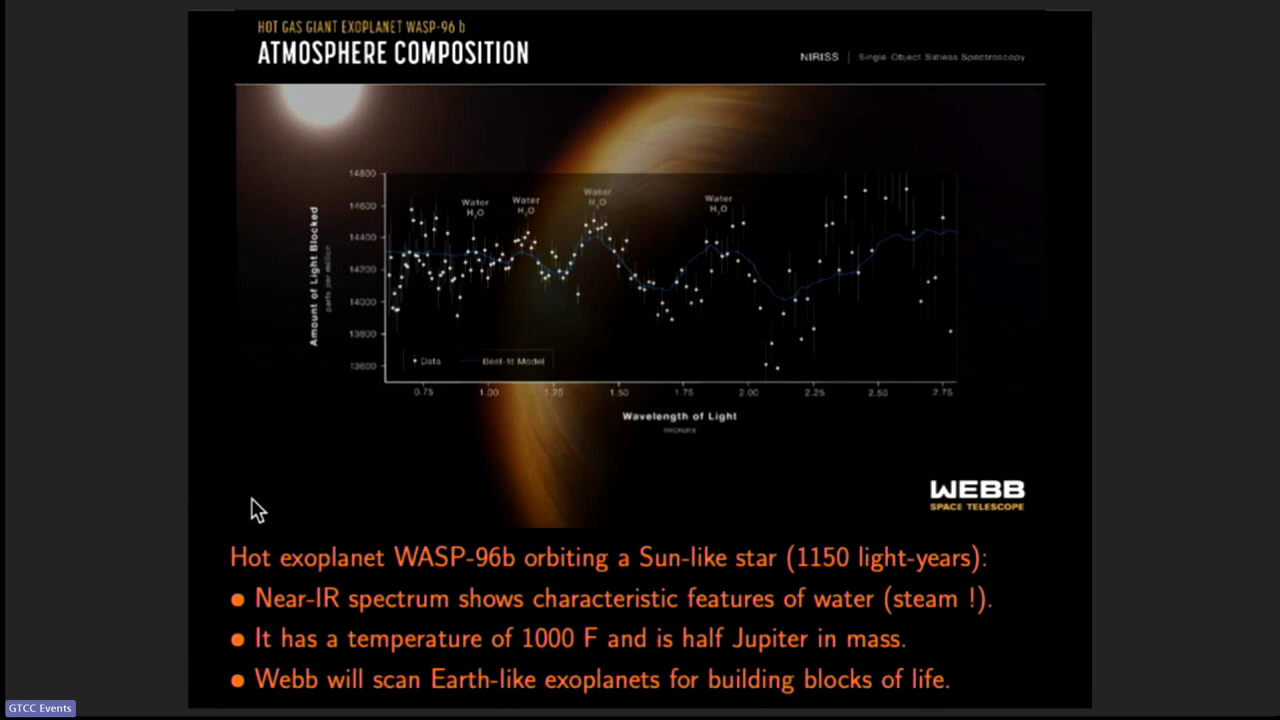 HOT GAS GIANT EXOPLANET WASP-96 b
ATMOSPHERE COMPOSITION
NIRISS | Single Object Slitless Spectroscopy
Water
H₂O
Water
H₂O
Water
H₂O
Water
H₂O
Amount of Light Blocked
parts per million
14800
14600
14400
14200
14000
13800
13600
Data
Best-fit Model
0.75 1.00 1.25 1.50 1.75 2.00 2.25 2.50 2.75
Wavelength of Light
microns
WEBB
SPACE TELESCOPE
Hot exoplanet WASP-96b orbiting a Sun-like star (1150 light-years):
● Near-IR spectrum shows characteristic features of water (steam !).
● It has a temperature of 1000 F and is half Jupiter in mass.
● Webb will scan Earth-like exoplanets for building blocks of life.
GTCC Events